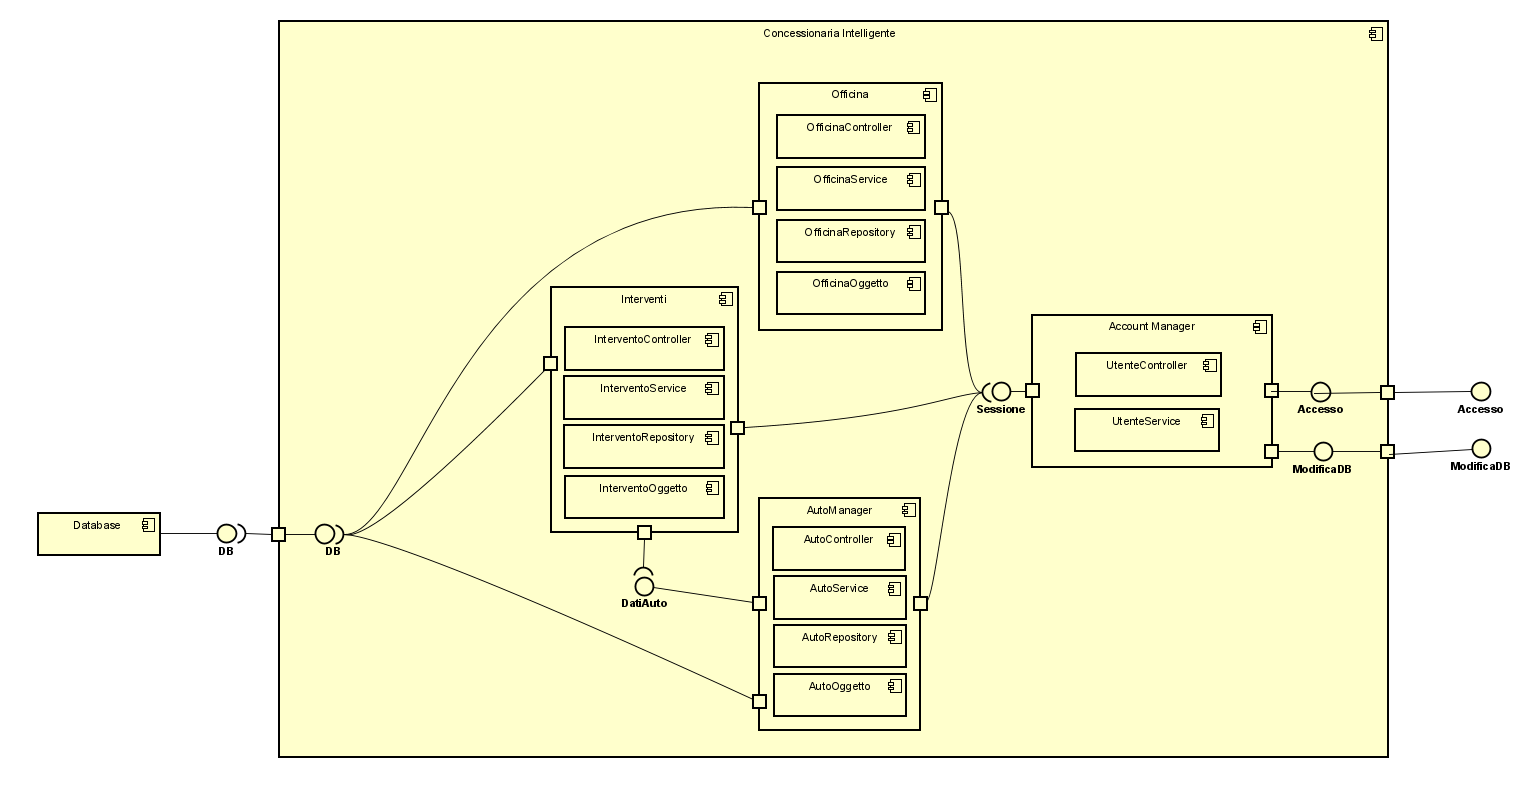 Concessionaria Intelligente
Officina
OfficinaController
OfficinaService
OfficinaRepository
OfficinaOggetto
Interventi
InterventoController
InterventoService
InterventoRepository
InterventoOggetto
Account Manager
UtenteController
UtenteService
Sessione
Accesso
Accesso
ModificaDB
ModificaDB
Database
DB
DB
DatiAuto
AutoManager
AutoController
AutoService
AutoRepository
AutoOggetto